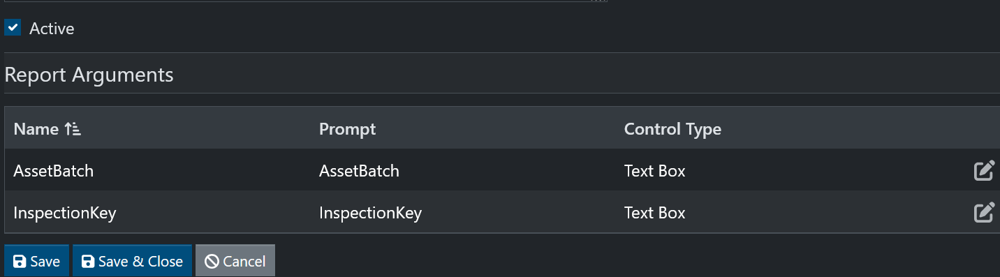 Active
Report Arguments
Name Prompt Control Type
AssetBatch AssetBatch Text Box
InspectionKey InspectionKey Text Box
Save Save & Close Cancel